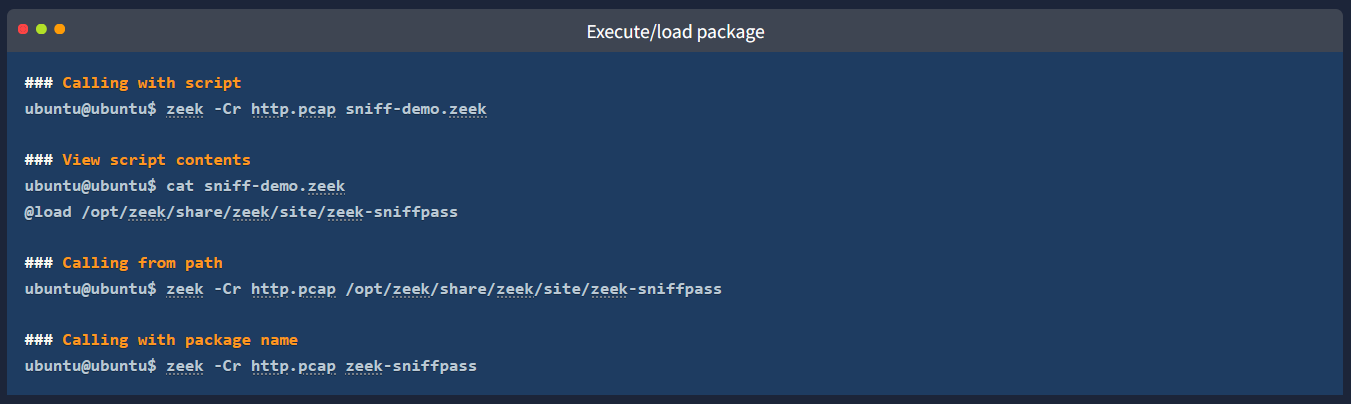 Execute/load package
### Calling with script
ubuntu@ubuntu$ zeek -Cr http.pcap sniff-demo.zeek
### View script contents
ubuntu@ubuntu$ cat sniff-demo.zeek
@load /opt/zeek/share/zeek/site/zeek-sniffpass
### Calling from path
ubuntu@ubuntu$ zeek -Cr http.pcap /opt/zeek/share/zeek/site/zeek-sniffpass
### Calling with package name
ubuntu@ubuntu$ zeek -Cr http.pcap zeek-sniffpass